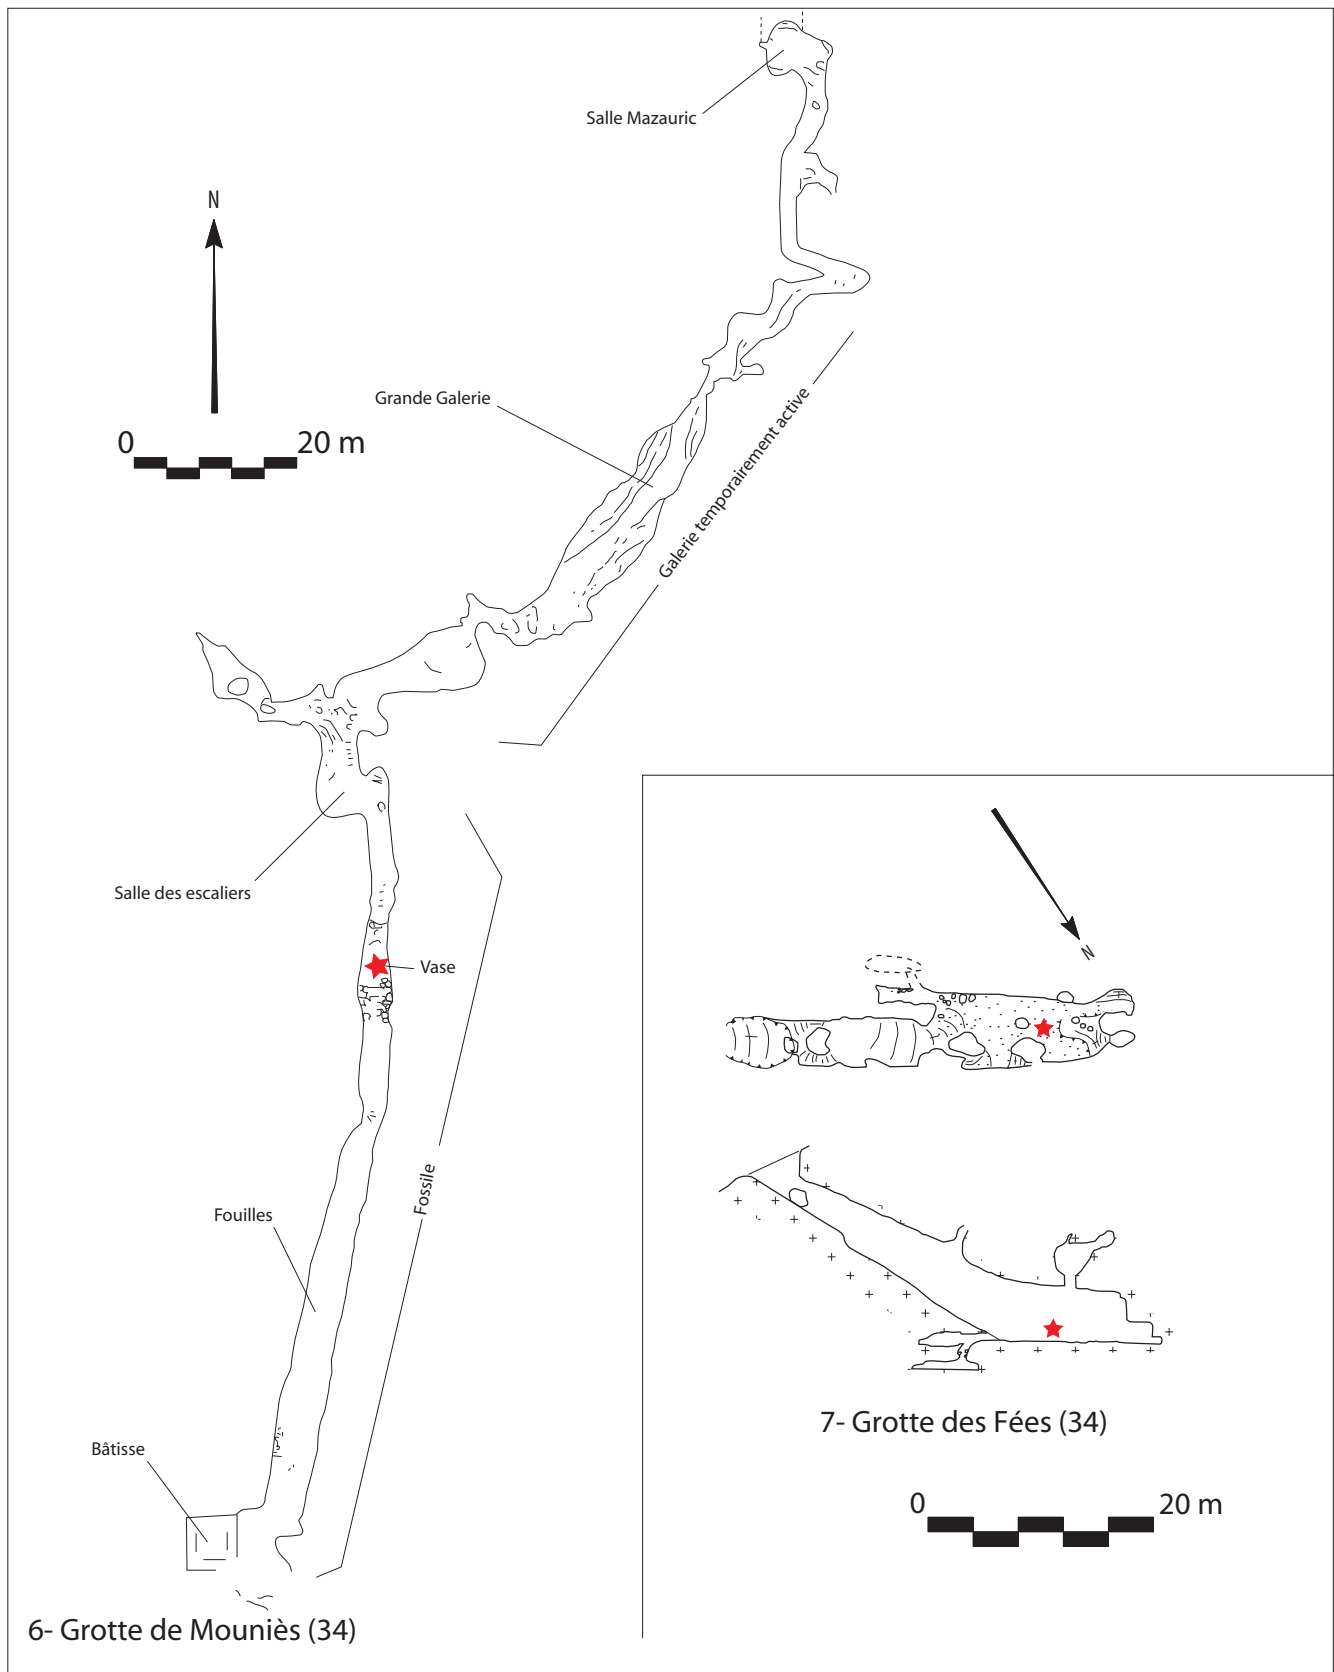 Salle Mazauric
N
Grande Galerie
0 20 m
Galerie temporairement active
Salle des escaliers
Vase
N
Fossile
Fouilles
7- Grotte des Fées (34)
Bâtisse
0 20 m
6- Grotte de Mouniès (34)